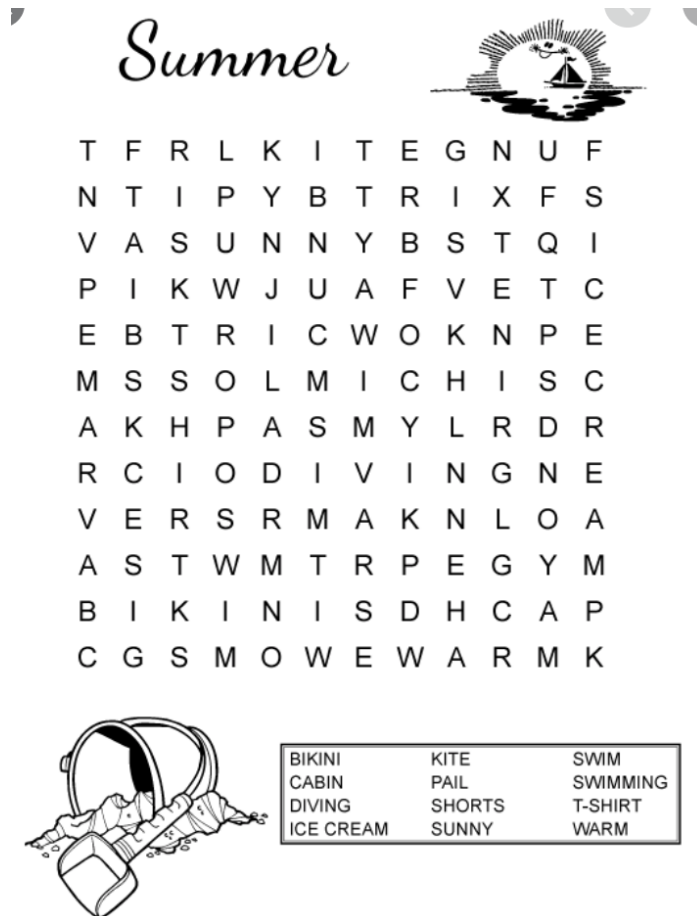 Summer
T F R L K I T E G N U F
N T I P Y B T R I X F S
V A S U N N Y B S T Q I
P I K W J U A F V E T C
E B T R I C W O K N P E
M S S O L M I C H I S C
A K H P A S M Y L R D R
R C I O D I V I N G N E
V E R S R M A K N L O A
A S T W M T R P E G Y M
B I K I N I S D H C A P
C G S M O W E W A R M K
BIKINI KITE SWIM
CABIN PAIL SWIMMING
DIVING SHORTS T-SHIRT
ICE CREAM SUNNY WARM